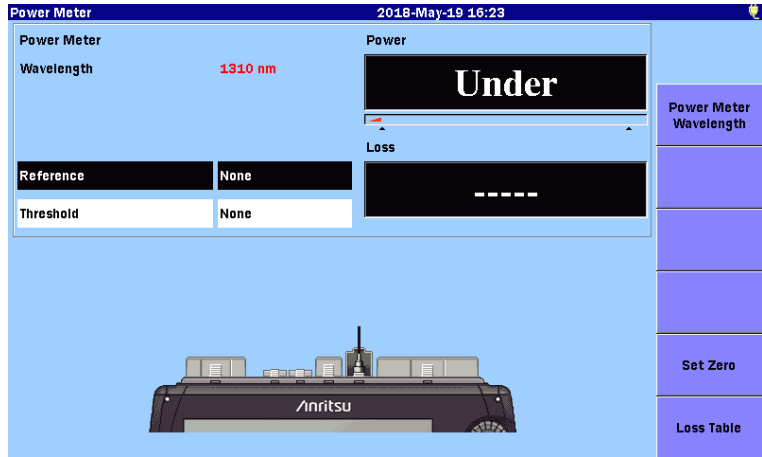 Power Meter 2018-May-19 16:23
Power Meter
Wavelength 1310 nm
Reference None
Threshold None
Power
Under
Loss
-----
Power Meter
Wavelength
Set Zero
Loss Table
Anritsu